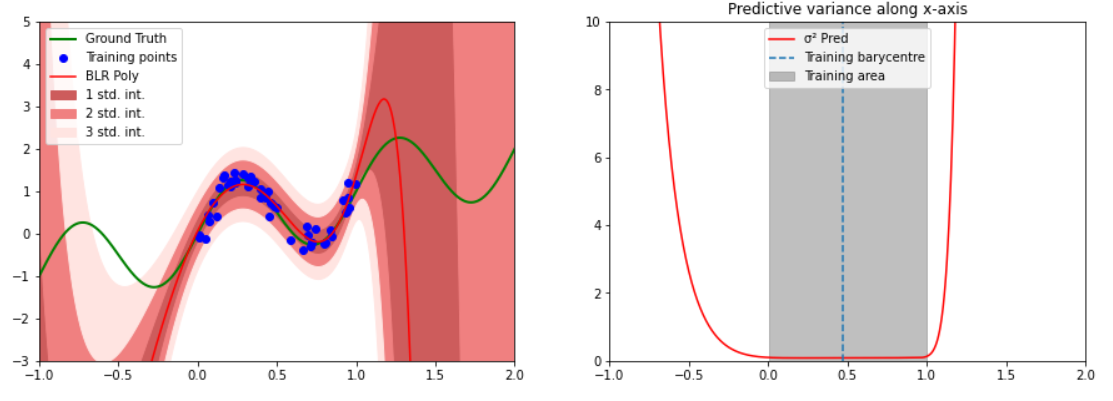 Ground Truth
Training points
BLR Poly
1 std. int.
2 std. int.
3 std. int.
5
4
3
2
1
0
−1
−2
−3
−1.0 −0.5 0.0 0.5 1.0 1.5 2.0
Predictive variance along x-axis
σ² Pred
Training barycentre
Training area
10
8
6
4
2
0
−1.0 −0.5 0.0 0.5 1.0 1.5 2.0